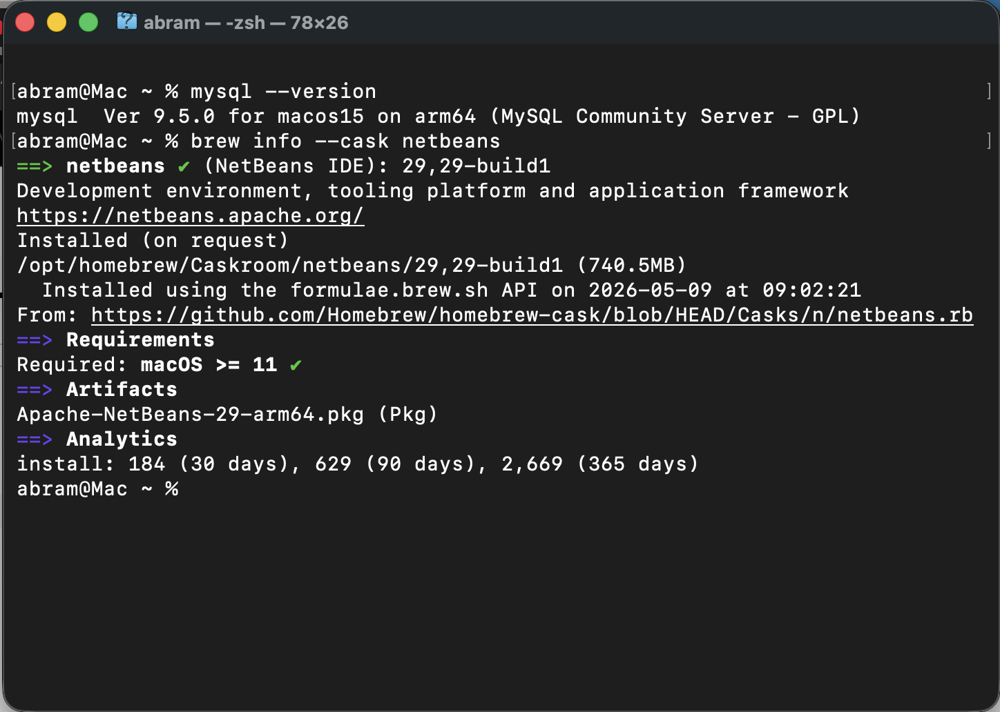 abram — -zsh — 78×26
[abram@Mac ~ % mysql --version ]
mysql  Ver 9.5.0 for macos15 on arm64 (MySQL Community Server - GPL)
[abram@Mac ~ % brew info --cask netbeans ]
==> netbeans ✔ (NetBeans IDE): 29,29-build1
Development environment, tooling platform and application framework
https://netbeans.apache.org/
Installed (on request)
/opt/homebrew/Caskroom/netbeans/29,29-build1 (740.5MB)
  Installed using the formulae.brew.sh API on 2026-05-09 at 09:02:21
From: https://github.com/Homebrew/homebrew-cask/blob/HEAD/Casks/n/netbeans.rb
==> Requirements
Required: macOS >= 11 ✔
==> Artifacts
Apache-NetBeans-29-arm64.pkg (Pkg)
==> Analytics
install: 184 (30 days), 629 (90 days), 2,669 (365 days)
abram@Mac ~ %